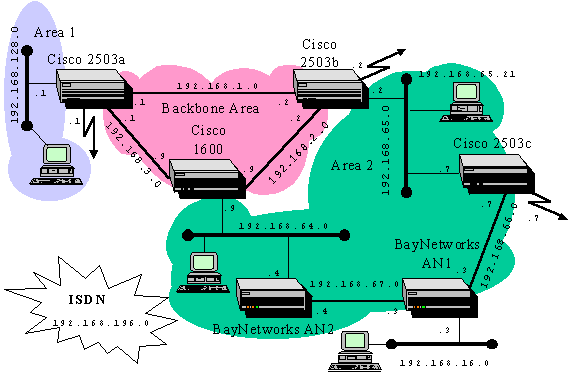 Area 1
192.168.128.0
Cisco 2503a
.1
.1
.1
.1
192.168.1.0
Backbone Area
Cisco
2503b
.2
.2
.2
.2
192.168.65.21
192.168.3.0
Cisco
1600
.9
.9
.9
192.168.2.0
Area 2
192.168.65.0
Cisco 2503c
.7
.7
.7
192.168.66.0
192.168.64.0
BayNetworks
AN1
.3
.3
.3
192.168.67.0
.4
.4
BayNetworks AN2
ISDN
192.168.196.0
192.168.16.0